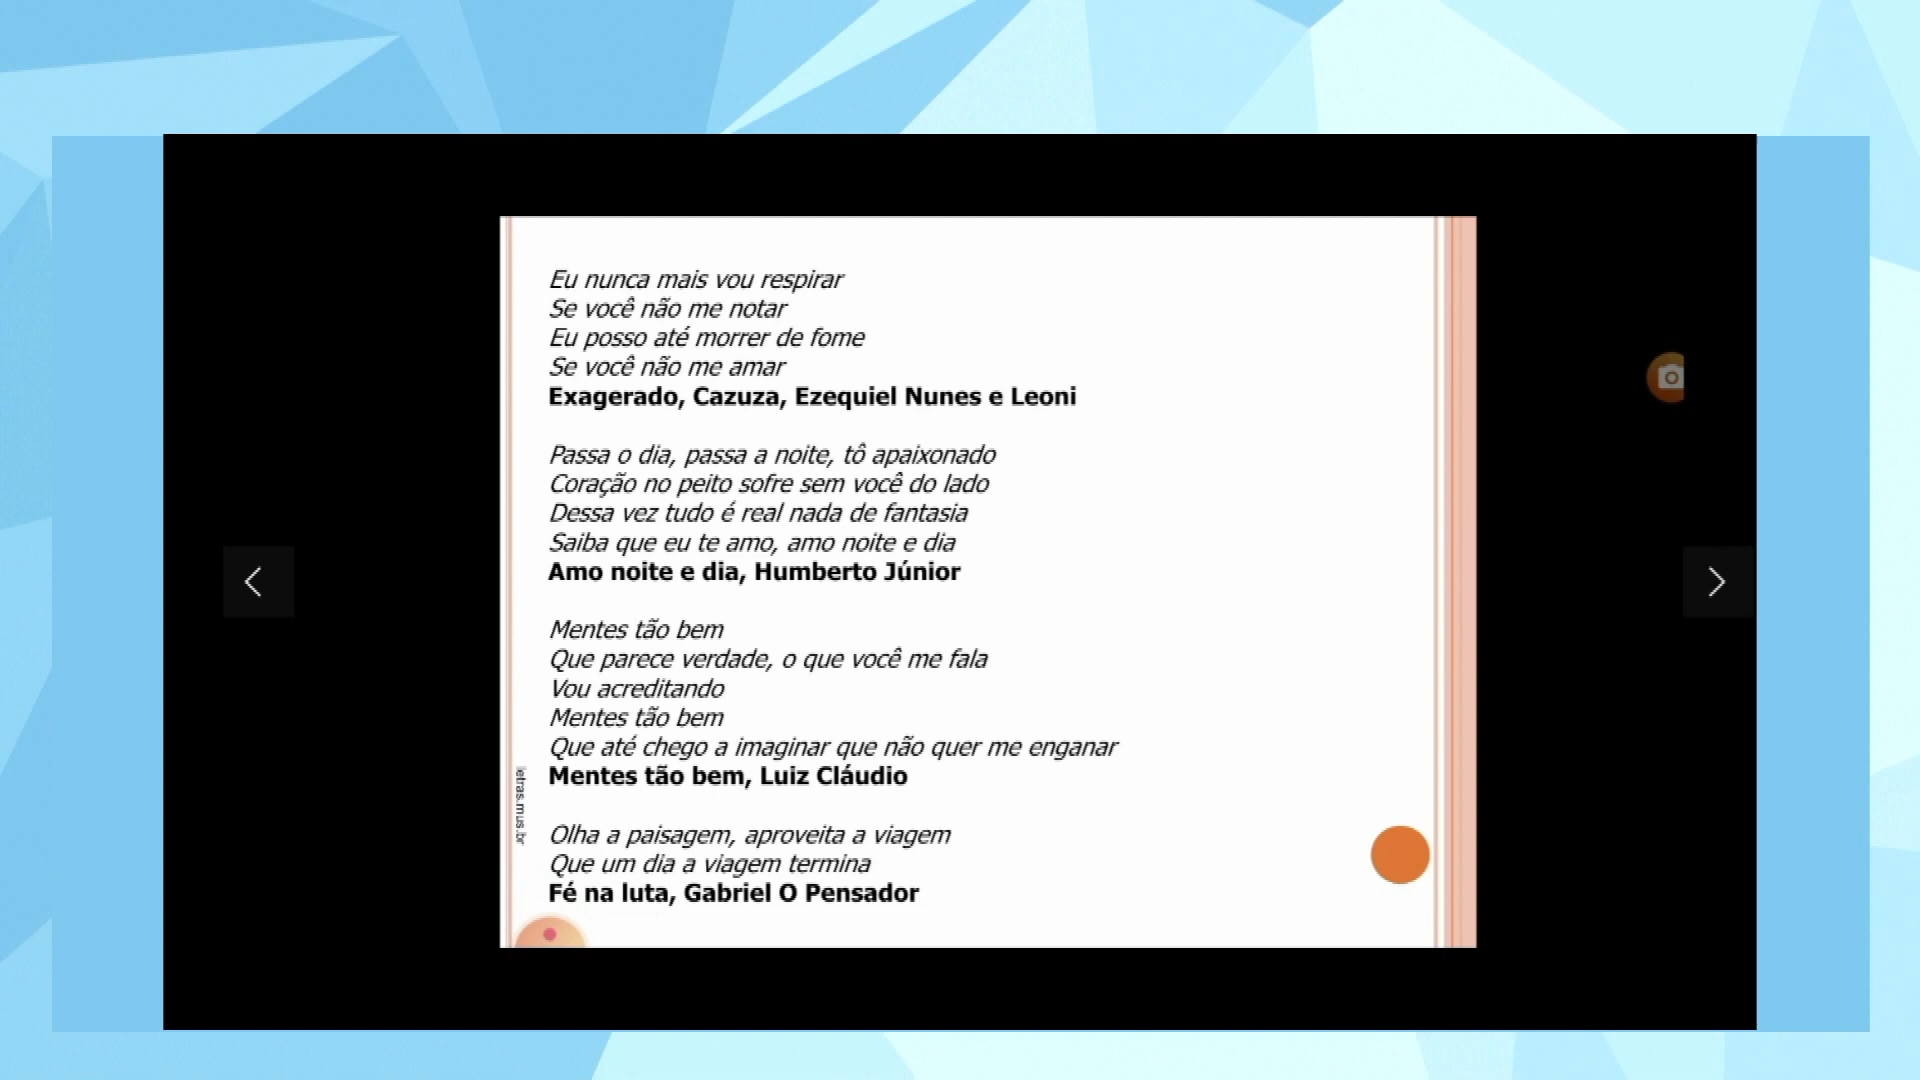 Eu nunca mais vou respirar
Se você não me notar
Eu posso até morrer de fome
Se você não me amar
Exagerado, Cazuza, Ezequiel Nunes e Leoni
Passa o dia, passa a noite, tô apaixonado
Coração no peito sofre sem você do lado
Dessa vez tudo é real nada de fantasia
Saiba que eu te amo, amo noite e dia
Amo noite e dia, Humberto Júnior
Mentes tão bem
Que parece verdade, o que você me fala
Vou acreditando
Mentes tão bem
Que até chego a imaginar que não quer me enganar
Mentes tão bem, Luiz Cláudio
Olha a paisagem, aproveita a viagem
Que um dia a viagem termina
Fé na luta, Gabriel O Pensador
letras.mus.br